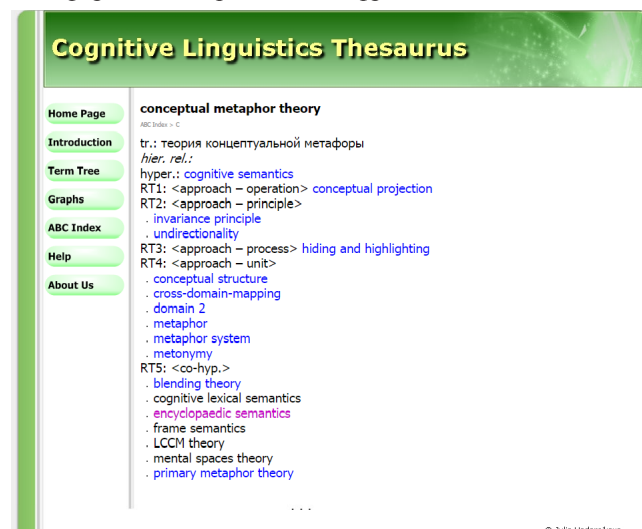 Cognitive Linguistics Thesaurus
Home Page
Introduction
Term Tree
Graphs
ABC Index
Help
About Us
conceptual metaphor theory
ABC Index > C
tr.: теория концептуальной метафоры
hier. rel.:
hyper.: cognitive semantics
RT1: <approach – operation> conceptual projection
RT2: <approach – principle>
. invariance principle
. undirectionality
RT3: <approach – process> hiding and highlighting
RT4: <approach – unit>
. conceptual structure
. cross-domain-mapping
. domain 2
. metaphor
. metaphor system
. metonymy
RT5: <co-hyp.>
. blending theory
. cognitive lexical semantics
. encyclopaedic semantics
. frame semantics
. LCCM theory
. mental spaces theory
. primary metaphor theory
. . .